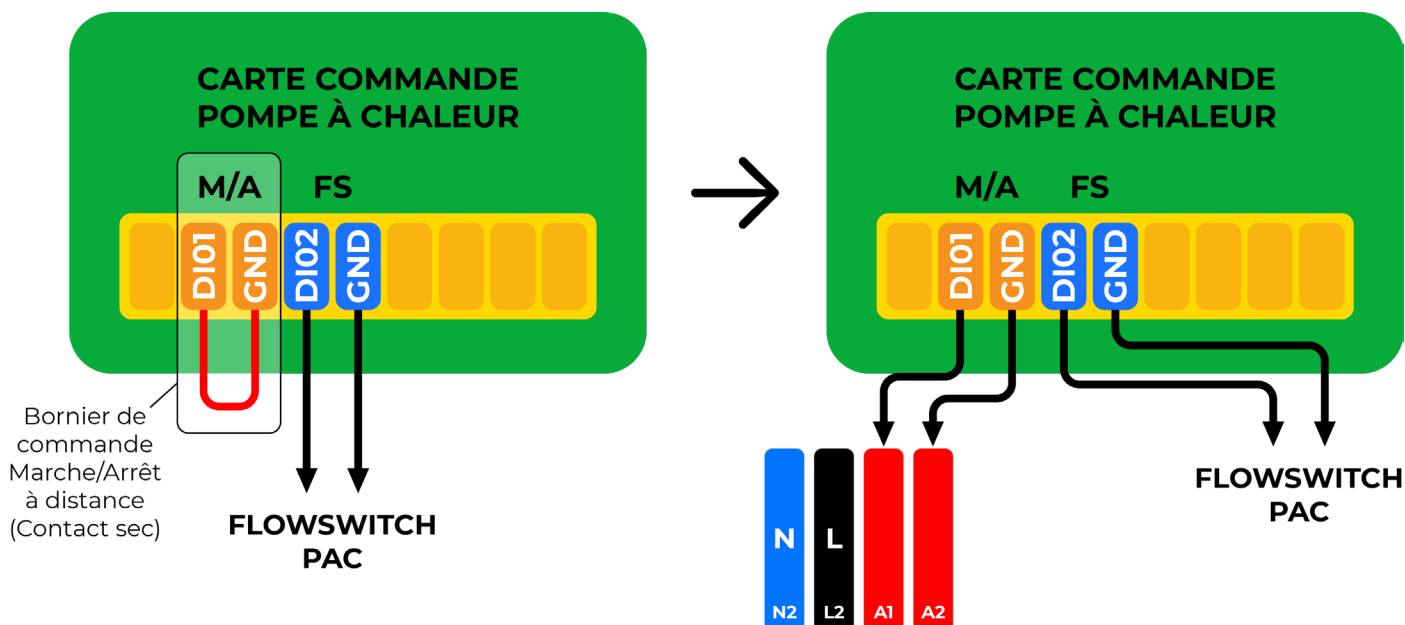 CARTE COMMANDE
POMPE À CHALEUR
M/A FS
DI01 GND DI02 GND
Bornier de
commande
Marche/Arrêt
à distance
(Contact sec)
FLOWSWITCH
PAC
CARTE COMMANDE
POMPE À CHALEUR
M/A FS
DI01 GND DI02 GND
FLOWSWITCH
PAC
N L
N2 L2 A1 A2